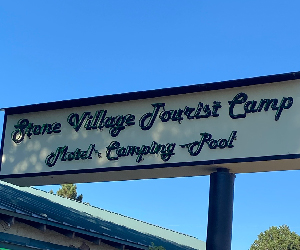 Stone Village Tourist Camp
Motel - Camping - Pool